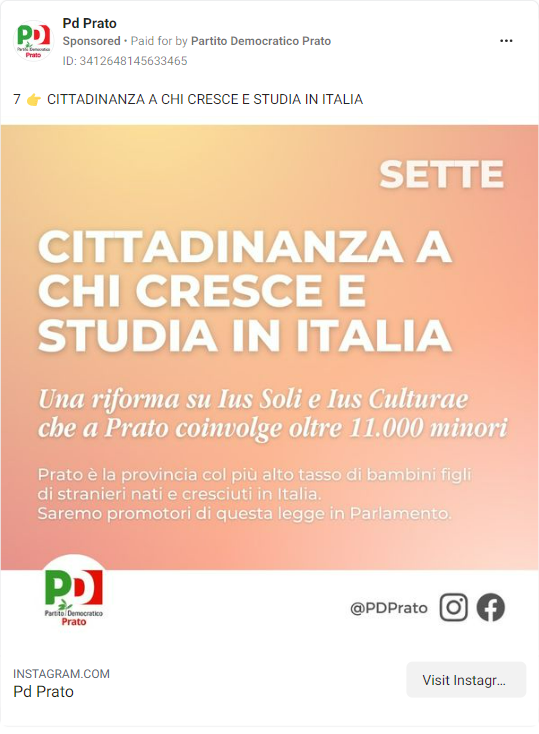 Pd Prato
Sponsored • Paid for by Partito Democratico Prato
ID: 3412648145633465
7 👉 CITTADINANZA A CHI CRESCE E STUDIA IN ITALIA
SETTE
CITTADINANZA A
CHI CRESCE E
STUDIA IN ITALIA
Una riforma su Ius Soli e Ius Culturae
che a Prato coinvolge oltre 11.000 minori
Prato è la provincia col più alto tasso di bambini figli
di stranieri nati e cresciuti in Italia.
Saremo promotori di questa legge in Parlamento.
PD
Partito Democratico
Prato
@PDPrato
INSTAGRAM.COM
Pd Prato
Visit Instagr...